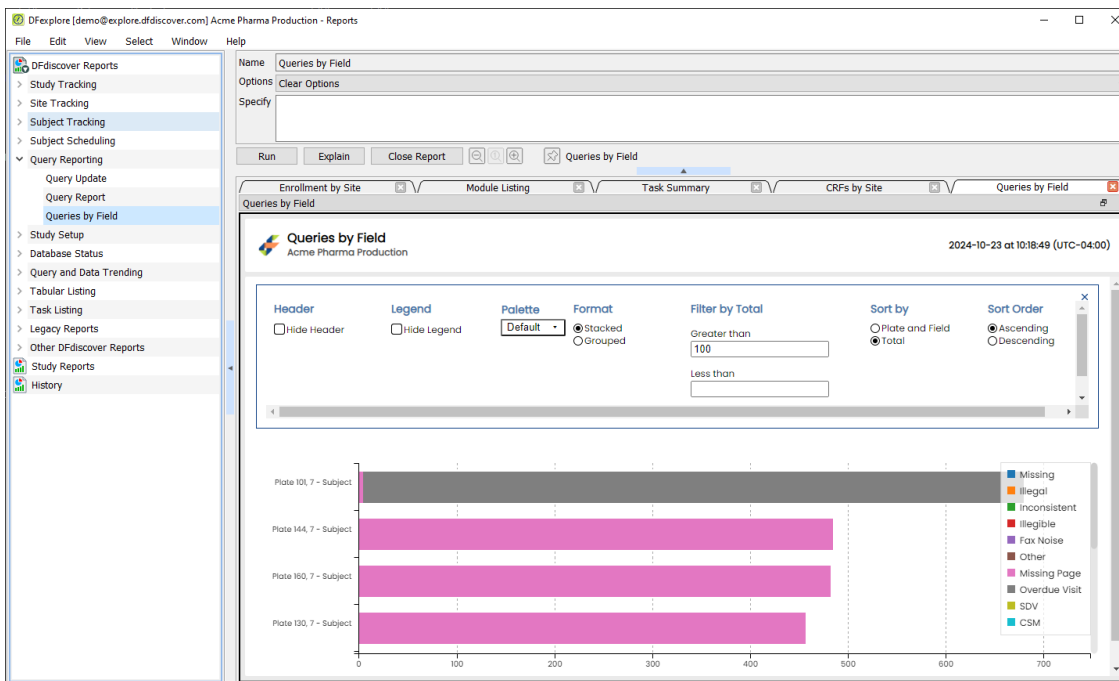 DFexplore [demo@explore.dfdiscover.com] Acme Pharma Production - Reports
File Edit View Select Window Help
DFdiscover Reports
Study Tracking
Site Tracking
Subject Tracking
Subject Scheduling
Query Reporting
Query Update
Query Report
Queries by Field
Study Setup
Database Status
Query and Data Trending
Tabular Listing
Task Listing
Legacy Reports
Other DFdiscover Reports
Study Reports
History
Name Queries by Field
Options Clear Options
Specify
Run Explain Close Report Queries by Field
Enrollment by Site Module Listing Task Summary CRFs by Site Queries by Field
Queries by Field
Queries by Field
Acme Pharma Production
2024-10-23 at 10:18:49 (UTC-04:00)
Header Legend Palette Format Filter by Total Sort by Sort Order
Hide Header Hide Legend Default Stacked Greater than Plate and Field Ascending
Grouped 100 Total Descending
Less than
Plate 101, 7 - Subject
Plate 144, 7 - Subject
Plate 160, 7 - Subject
Plate 130, 7 - Subject
0 100 200 300 400 500 600 700
Missing
Illegal
Inconsistent
Illegible
Fax Noise
Other
Missing Page
Overdue Visit
SDV
CSM